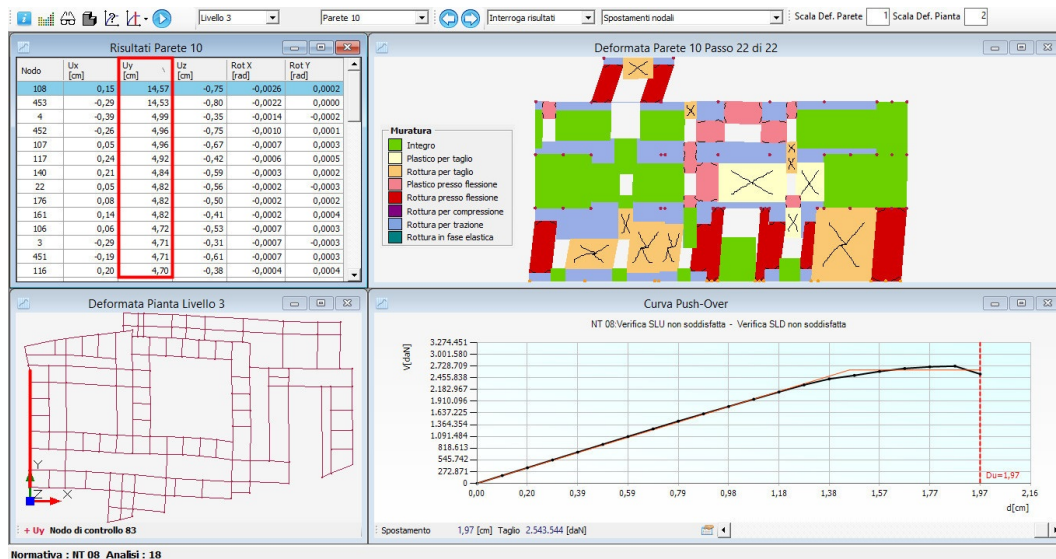 Livello 3 Parete 10 Interroga risultati Spostamenti nodali Scala Def. Parete 1 Scala Def. Pianta 2
Risultati Parete 10
Nodo Ux [cm] Uy [cm] Uz [cm] Rot X [rad] Rot Y [rad]
108 0,15 14,57 -0,75 -0,0026 0,0002
453 -0,29 14,53 -0,80 -0,0022 0,0000
4 -0,39 4,99 -0,35 -0,0014 -0,0002
452 -0,26 4,96 -0,75 -0,0010 0,0001
107 0,05 4,96 -0,67 -0,0007 0,0003
117 0,24 4,92 -0,42 -0,0006 0,0005
140 0,21 4,84 -0,59 -0,0003 0,0002
22 0,05 4,82 -0,56 -0,0002 -0,0003
176 0,08 4,82 -0,50 -0,0002 0,0002
161 0,14 4,82 -0,41 -0,0002 0,0004
106 0,06 4,72 -0,53 -0,0007 0,0003
3 -0,29 4,71 -0,31 -0,0007 -0,0003
451 -0,19 4,71 -0,61 -0,0007 0,0003
116 0,20 4,70 -0,38 -0,0004 0,0004
Deformata Parete 10 Passo 22 di 22
Muratura
Integro
Plastico per taglio
Rottura per taglio
Plastico presso flessione
Rottura presso flessione
Rottura per compressione
Rottura per trazione
Rottura in fase elastica
Deformata Pianta Livello 3
Y
Z X
+ Uy Nodo di controllo 83
Curva Push-Over
NT 08:Verifica SLU non soddisfatta - Verifica SLD non soddisfatta
V[daN]
3.274.451
3.001.580
2.728.709
2.455.838
2.182.967
1.910.096
1.637.225
1.364.354
1.091.484
818.613
545.742
272.871
0
Du=1,97
0,00 0,20 0,39 0,59 0,79 0,98 1,18 1,38 1,57 1,77 1,97 2,16
d[cm]
Spostamento 1,97 [cm] Taglio 2.543.544 [daN]
Normativa : NT 08 Analisi : 18